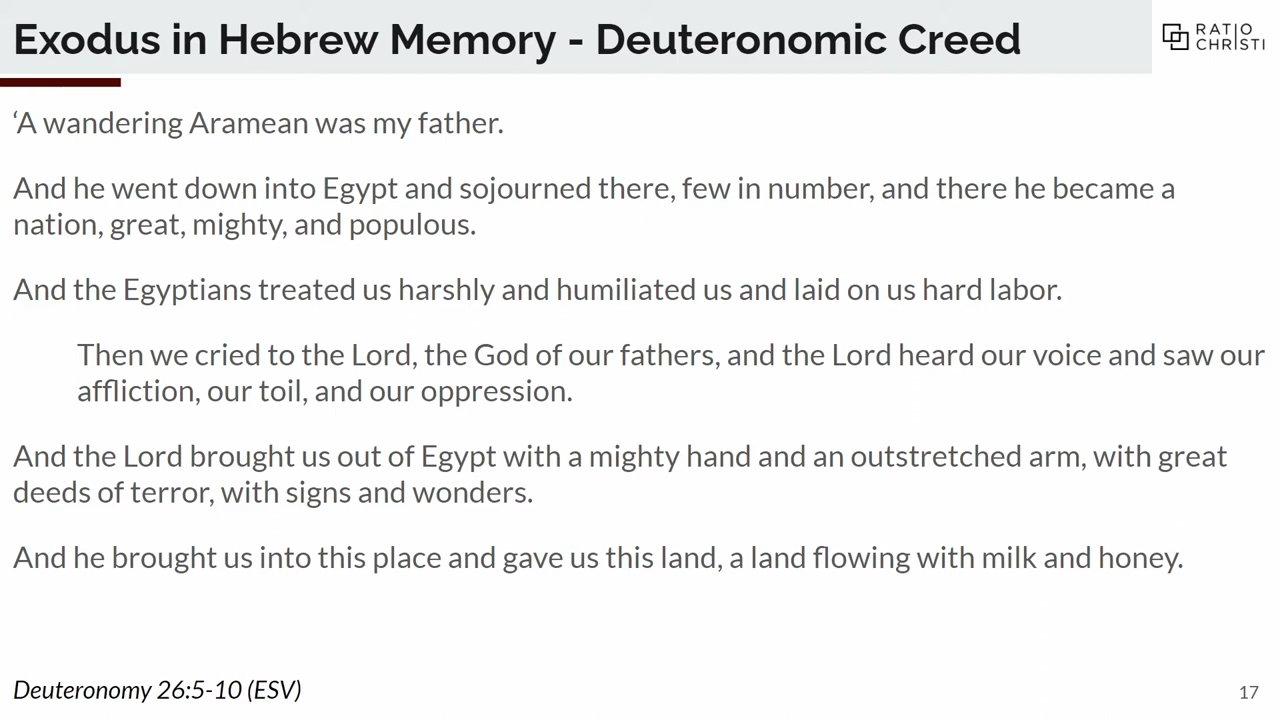 Exodus in Hebrew Memory - Deuteronomic Creed
RATIO
CHRISTI
‘A wandering Aramean was my father.
And he went down into Egypt and sojourned there, few in number, and there he became a
nation, great, mighty, and populous.
And the Egyptians treated us harshly and humiliated us and laid on us hard labor.
Then we cried to the Lord, the God of our fathers, and the Lord heard our voice and saw our
affliction, our toil, and our oppression.
And the Lord brought us out of Egypt with a mighty hand and an outstretched arm, with great
deeds of terror, with signs and wonders.
And he brought us into this place and gave us this land, a land flowing with milk and honey.
Deuteronomy 26:5-10 (ESV)
17